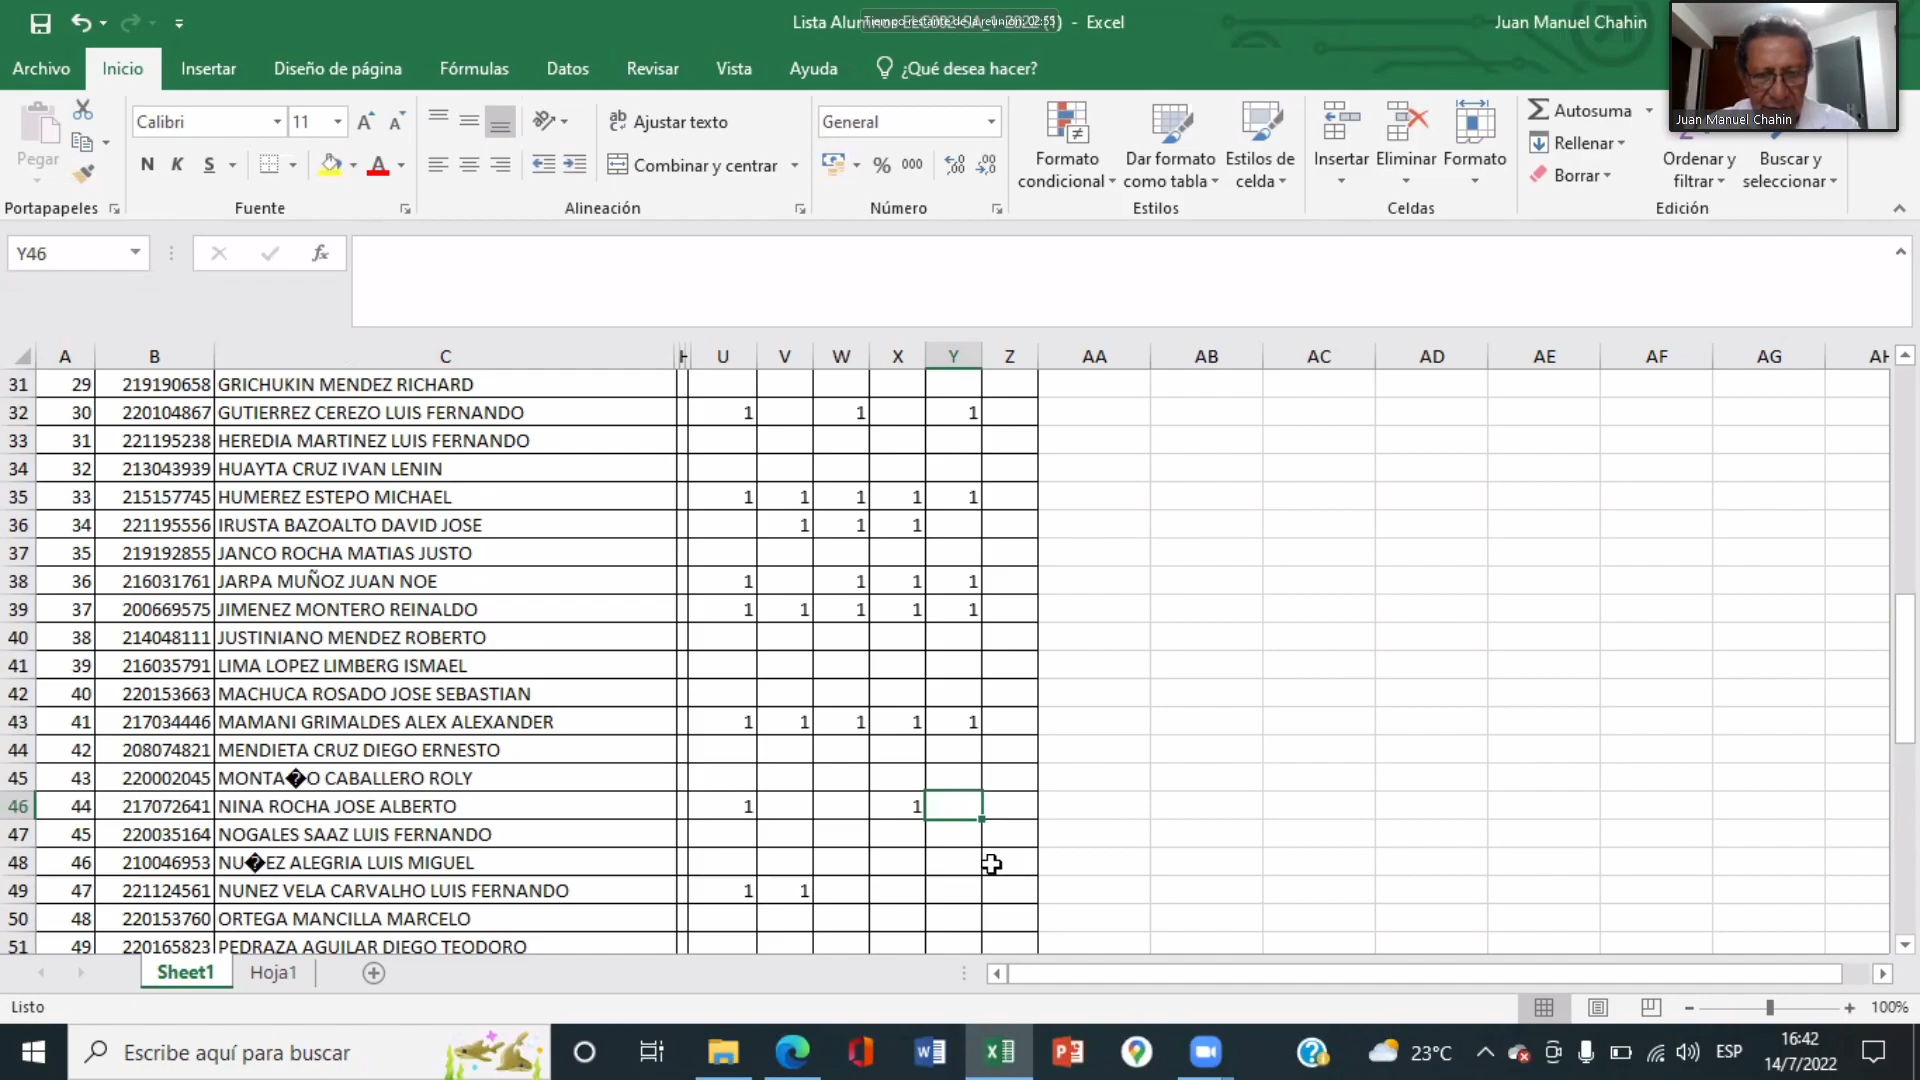 Lista Alum
Tiempo restante de la reunión: 02:55
- Excel
Juan Manuel Chahin
Archivo Inicio Insertar Diseño de página Fórmulas Datos Revisar Vista Ayuda ¿Qué desea hacer?
Juan Manuel Chahin
Pegar
Calibri 11
N K S
Ajustar texto
Combinar y centrar
General
% 000
Formato condicional
Dar formato como tabla
Estilos de celda
Insertar Eliminar Formato
Autosuma
Rellenar
Borrar
Ordenar y filtrar
Buscar y seleccionar
Portapapeles Fuente Alineación Número Estilos Celdas Edición
Y46 fx
A B C H U V W X Y Z AA AB AC AD AE AF AG AH
31 29 219190658 GRICHUKIN MENDEZ RICHARD
32 30 220104867 GUTIERREZ CEREZO LUIS FERNANDO 1 1 1
33 31 221195238 HEREDIA MARTINEZ LUIS FERNANDO
34 32 213043939 HUAYTA CRUZ IVAN LENIN
35 33 215157745 HUMEREZ ESTEPO MICHAEL 1 1 1 1 1
36 34 221195556 IRUSTA BAZOALTO DAVID JOSE 1 1 1
37 35 219192855 JANCO ROCHA MATIAS JUSTO
38 36 216031761 JARPA MUÑOZ JUAN NOE 1 1 1 1
39 37 200669575 JIMENEZ MONTERO REINALDO 1 1 1 1 1
40 38 214048111 JUSTINIANO MENDEZ ROBERTO
41 39 216035791 LIMA LOPEZ LIMBERG ISMAEL
42 40 220153663 MACHUCA ROSADO JOSE SEBASTIAN
43 41 217034446 MAMANI GRIMALDES ALEX ALEXANDER 1 1 1 1 1
44 42 208074821 MENDIETA CRUZ DIEGO ERNESTO
45 43 220002045 MONTA�O CABALLERO ROLY
46 44 217072641 NINA ROCHA JOSE ALBERTO 1 1
47 45 220035164 NOGALES SAAZ LUIS FERNANDO
48 46 210046953 NU�EZ ALEGRIA LUIS MIGUEL
49 47 221124561 NUNEZ VELA CARVALHO LUIS FERNANDO 1 1
50 48 220153760 ORTEGA MANCILLA MARCELO
51 49 220165823 PEDRAZA AGUILAR DIEGO TEODORO
Sheet1 Hoja1
Listo 100%
Escribe aquí para buscar
23°C ESP
16:42
14/7/2022